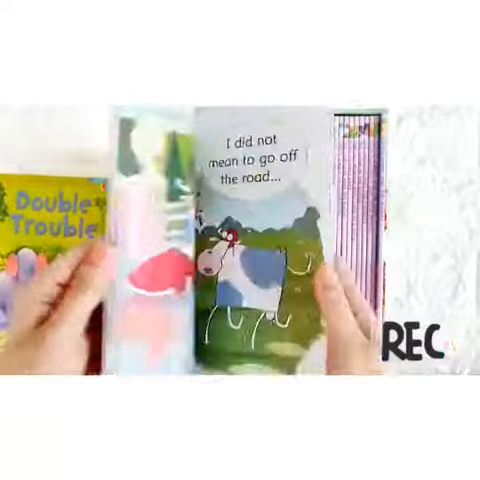 Double
Trouble
I did not
mean to go off
the road...
REC